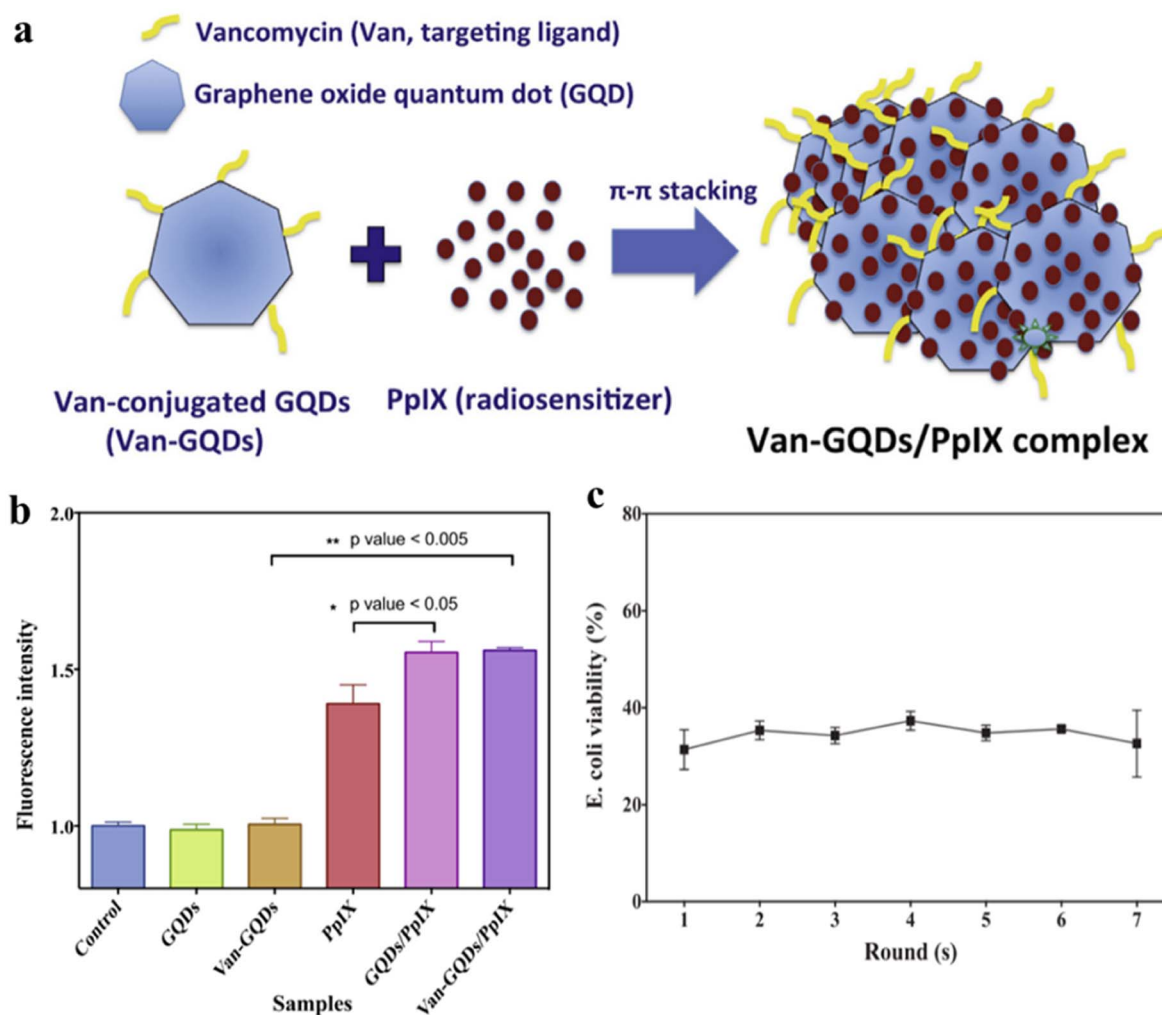 a
Vancomycin (Van, targeting ligand)
Graphene oxide quantum dot (GQD)
π-π stacking
Van-conjugated GQDs
(Van-GQDs)
PpIX (radiosensitizer)
Van-GQDs/PpIX complex
b
2.0
1.5
1.0
Fluorescence intensity
** p value < 0.005
* p value < 0.05
Control
GQDs
Van-GQDs
PpIX
GQDs/PpIX
Van-GQDs/PpIX
Samples
c
80
60
40
20
0
E. coli viability (%)
1 2 3 4 5 6 7
Round (s)